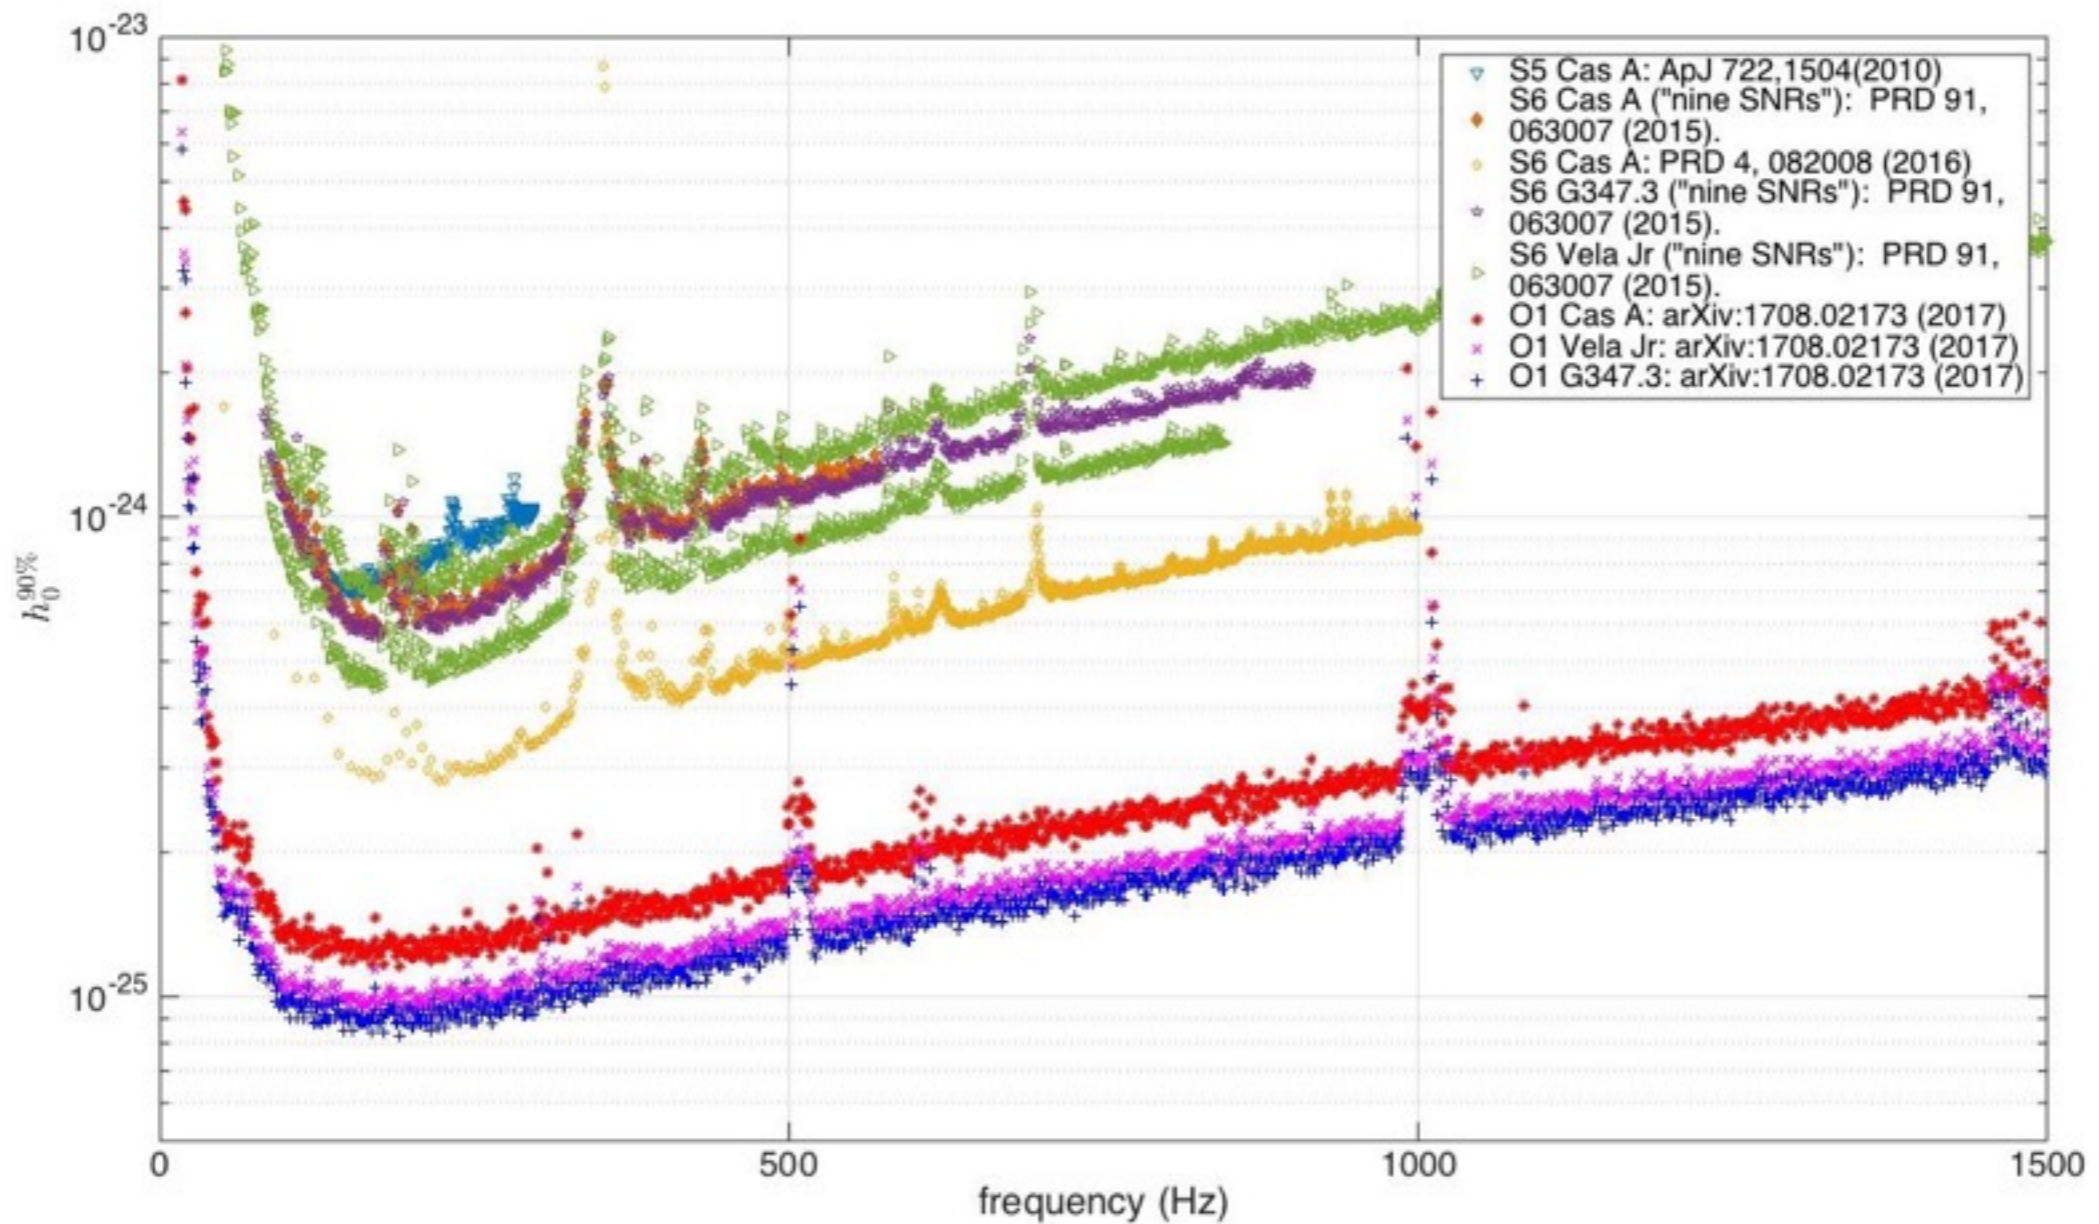 10-23
10-24
10-25
h0 90%
0
500
1000
1500
frequency (Hz)
S5 Cas A: ApJ 722,1504(2010)
S6 Cas A ("nine SNRs"): PRD 91,
063007 (2015).
S6 Cas A: PRD 4, 082008 (2016)
S6 G347.3 ("nine SNRs"): PRD 91,
063007 (2015).
S6 Vela Jr ("nine SNRs"): PRD 91,
063007 (2015).
O1 Cas A: arXiv:1708.02173 (2017)
O1 Vela Jr: arXiv:1708.02173 (2017)
O1 G347.3: arXiv:1708.02173 (2017)